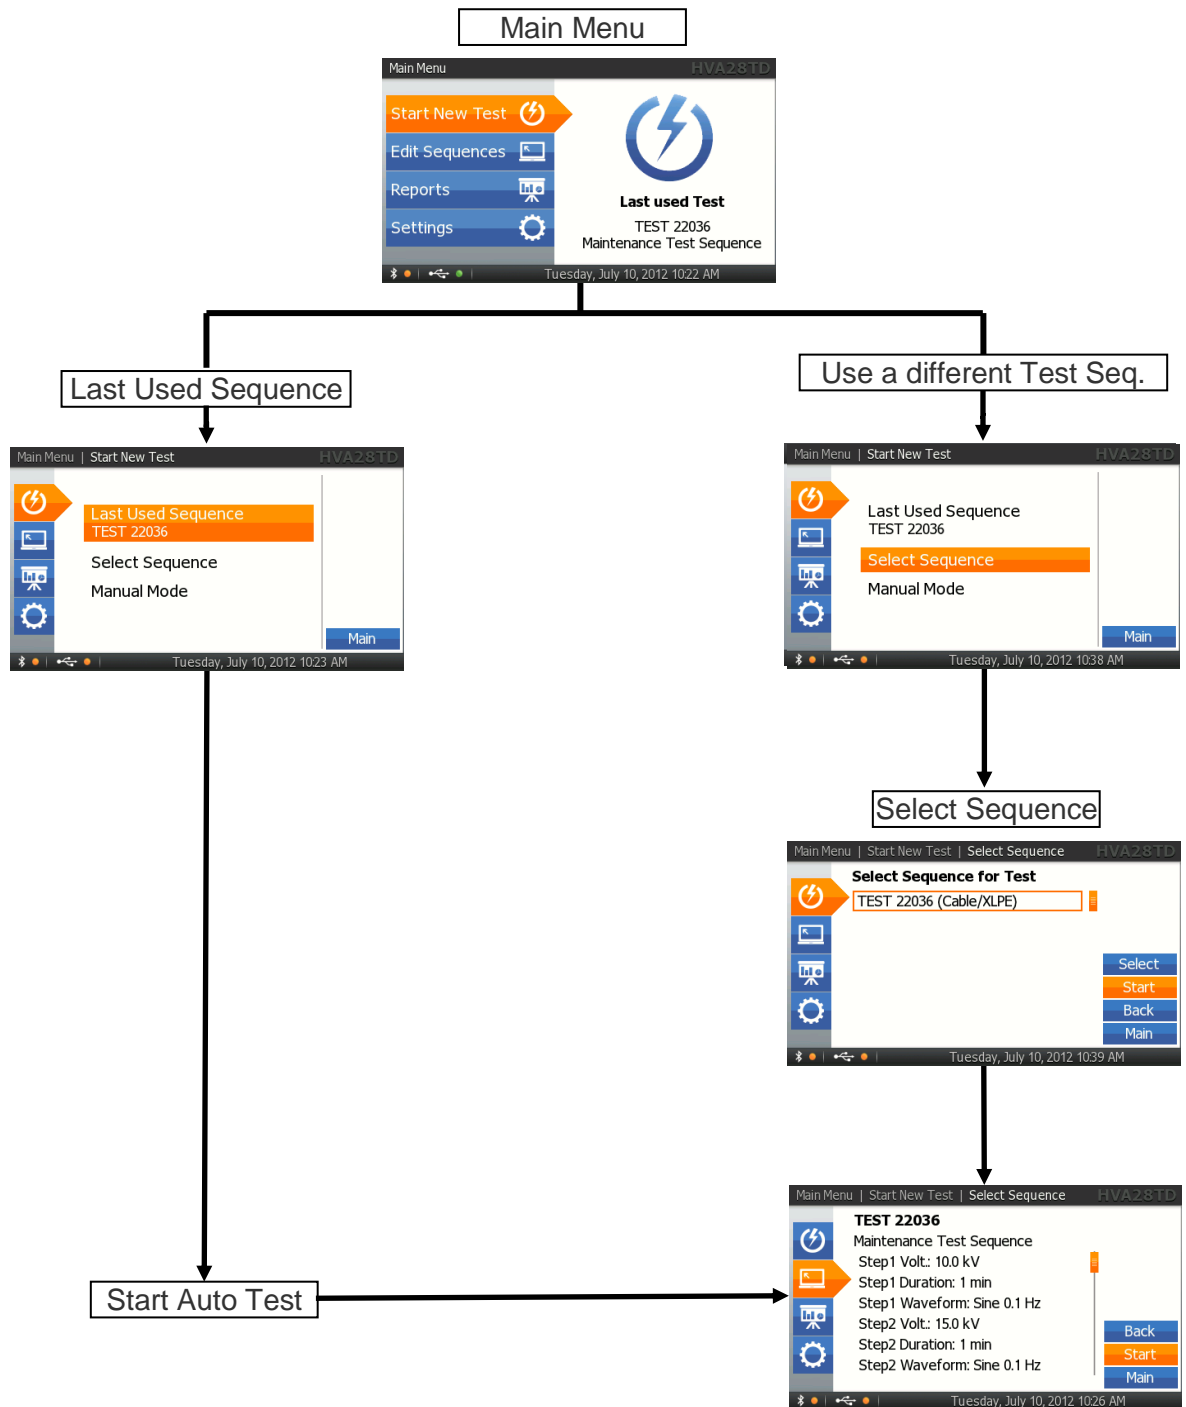 Main Menu
Main Menu HVA28TD
Start New Test
Edit Sequences
Reports
Settings
Last used Test
TEST 22036
Maintenance Test Sequence
Tuesday, July 10, 2012 10:22 AM
Last Used Sequence
Use a different Test Seq.
Main Menu | Start New Test HVA28TD
Last Used Sequence
TEST 22036
Select Sequence
Manual Mode
Main
Tuesday, July 10, 2012 10:23 AM
Main Menu | Start New Test HVA28TD
Last Used Sequence
TEST 22036
Select Sequence
Manual Mode
Main
Tuesday, July 10, 2012 10:38 AM
Select Sequence
Main Menu | Start New Test | Select Sequence HVA28TD
Select Sequence for Test
TEST 22036 (Cable/XLPE)
Select
Start
Back
Main
Tuesday, July 10, 2012 10:39 AM
Start Auto Test
Main Menu | Start New Test | Select Sequence HVA28TD
TEST 22036
Maintenance Test Sequence
Step1 Volt.: 10.0 kV
Step1 Duration: 1 min
Step1 Waveform: Sine 0.1 Hz
Step2 Volt.: 15.0 kV
Step2 Duration: 1 min
Step2 Waveform: Sine 0.1 Hz
Back
Start
Main
Tuesday, July 10, 2012 10:26 AM